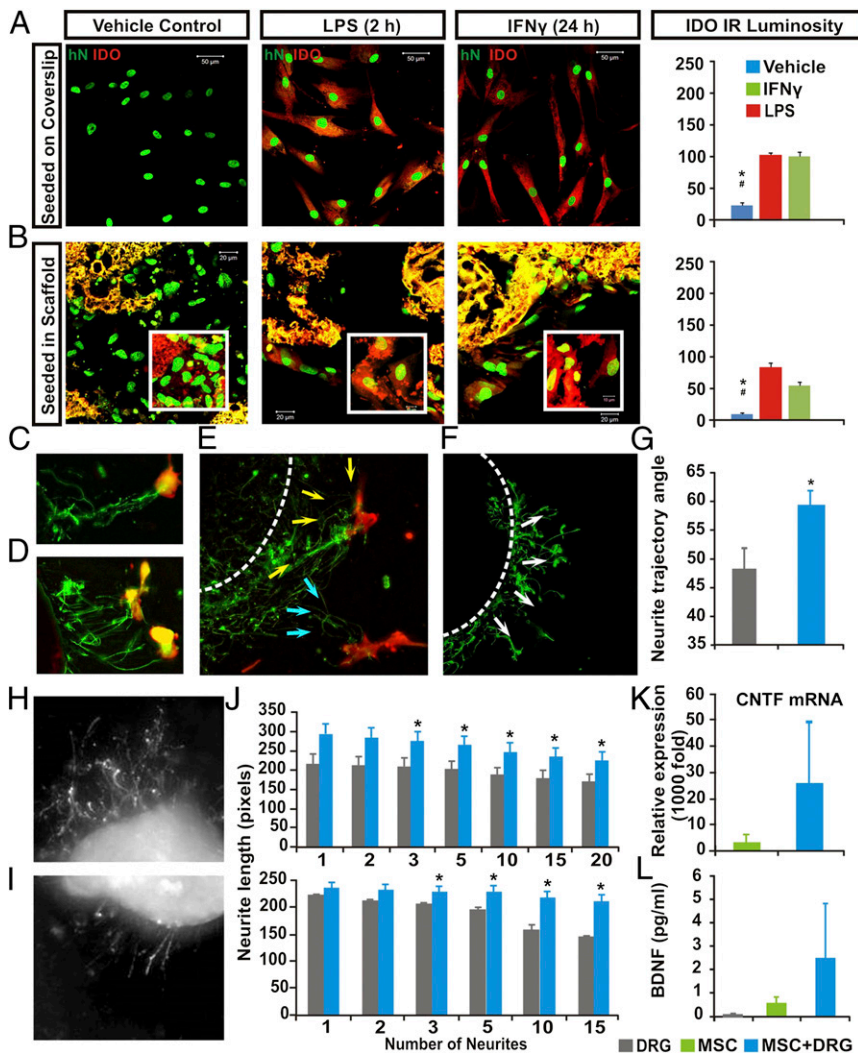 A
Vehicle Control
LPS (2 h)
IFNγ (24 h)
IDO IR Luminosity
Seeded on Coverslip
hN IDO
50 µm
hN IDO
50 µm
hN IDO
50 µm
250
200
150
100
50
0
Vehicle
IFNγ
LPS
*
#
B
Seeded in Scaffold
20 µm
20 µm
20 µm
10 µm
250
200
150
100
50
0
*
#
C
D
E
F
G
Neurite trajectory angle
65
60
55
50
45
40
35
*
H
I
J
Neurite length (pixels)
350
300
250
200
150
100
50
0
* * * * *
1 2 3 5 10 15 20
250
200
150
100
50
0
* * * *
1 2 3 5 10 15
Number of Neurites
K
CNTF mRNA
Relative expression
(1000 fold)
60
50
40
30
20
10
0
L
BDNF (pg/ml)
6
5
4
3
2
1
0
DRG MSC MSC+DRG